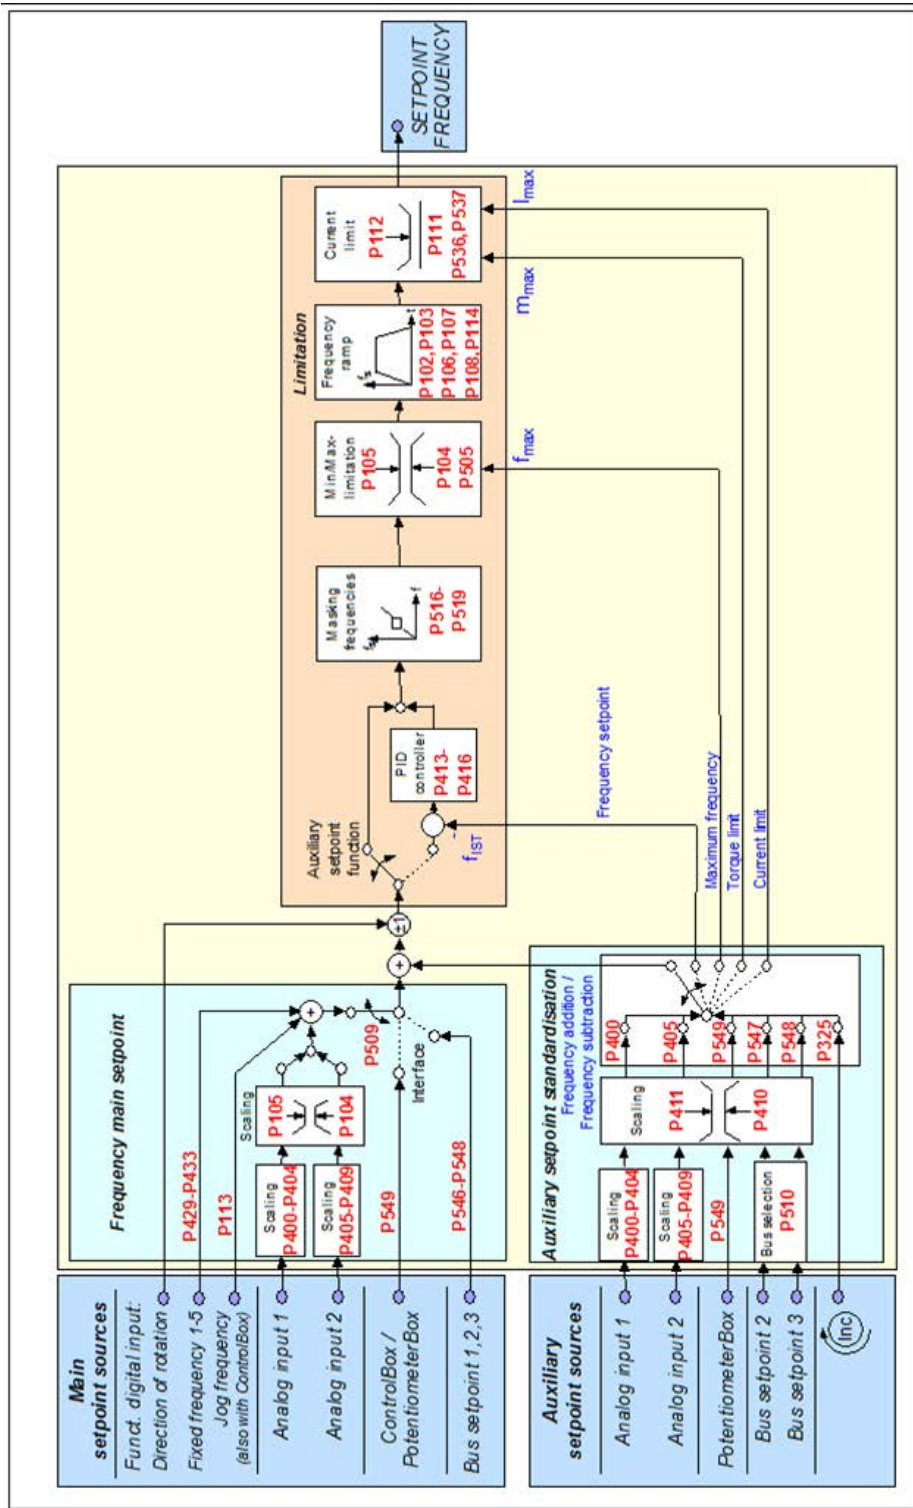 Main
setpoint sources
Funct. digital input:
Direction of rotation
Fixed frequency 1-5
Jog frequency
(also with ControlBox)
Analog input 1
Analog input 2
ControlBox /
PotentiometerBox
Bus setpoint 1,2,3
Frequency main setpoint
P429-P433
P113
Scaling
P400-P404
Scaling
P405-P409
Scaling
P105
P104
P549
P546-P548
P509
Interface
+
+
±1
Limitation
Auxiliary
setpoint
function
f_IST
-
PID
controller
P413-
P416
Masking
frequencies
f_s
f
P516-
P519
Min/Max-
limitation
P105
P104
P505
Frequency
ramp
f_s
t
P102,P103
P106,P107
P108,P114
Current
limit
P112
P111
P536,P537
SETPOINT
FREQUENCY
f_max
m_max
I_max
Frequency setpoint
Maximum frequency
Torque limit
Current limit
Auxiliary
setpoint sources
Analog input 1
Analog input 2
PotentiometerBox
Bus setpoint 2
Bus setpoint 3
Inc
Auxiliary setpoint standardisation
Frequency addition /
Frequency subtraction
Scaling
P400-P404
Scaling
P405-P409
P549
Bus selection
P510
Scaling
P411
P410
P400
P405
P549
P547
P548
P325